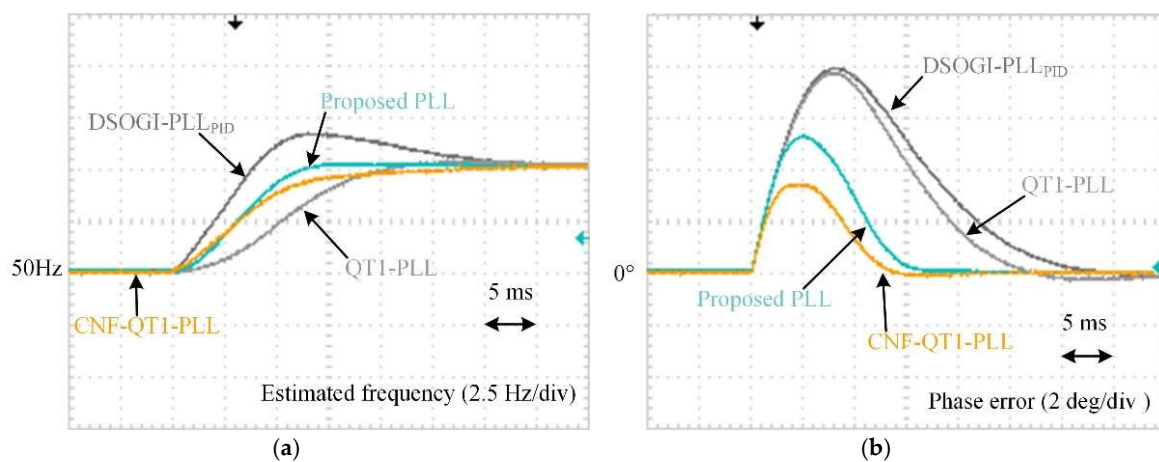 Proposed PLL
DSOGI-PLLPID
QT1-PLL
50Hz
CNF-QT1-PLL
5 ms
Estimated frequency (2.5 Hz/div)
(a)
DSOGI-PLLPID
QT1-PLL
0°
Proposed PLL
5 ms
CNF-QT1-PLL
Phase error (2 deg/div )
(b)